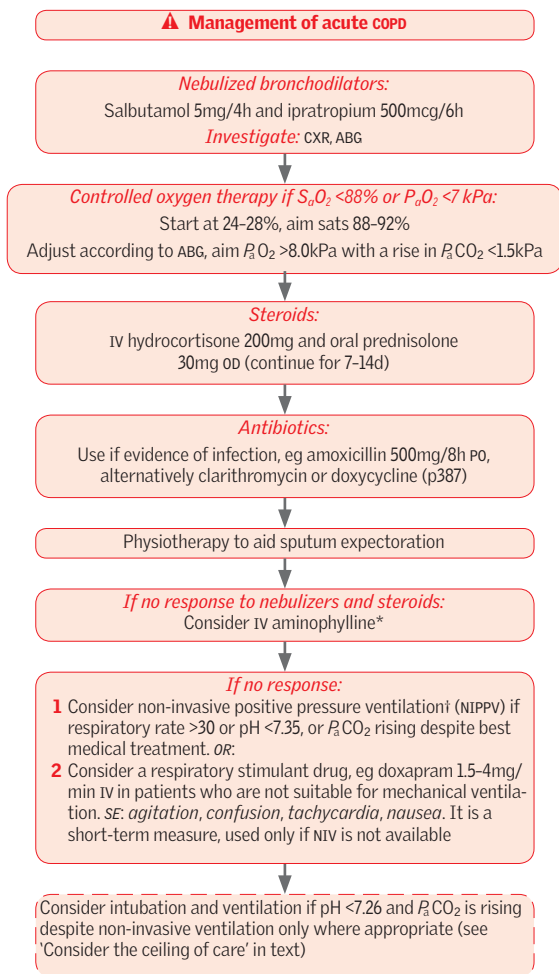 ⚠ Management of acute COPD
Nebulized bronchodilators:
Salbutamol 5mg/4h and ipratropium 500mcg/6h
Investigate: CXR, ABG
Controlled oxygen therapy if SaO2 <88% or PaO2 <7 kPa:
Start at 24–28%, aim sats 88–92%
Adjust according to ABG, aim PaO2 >8.0kPa with a rise in PaCO2 <1.5kPa
Steroids:
IV hydrocortisone 200mg and oral prednisolone
30mg OD (continue for 7–14d)
Antibiotics:
Use if evidence of infection, eg amoxicillin 500mg/8h PO,
alternatively clarithromycin or doxycycline (p387)
Physiotherapy to aid sputum expectoration
If no response to nebulizers and steroids:
Consider IV aminophylline*
If no response:
1 Consider non-invasive positive pressure ventilation† (NIPPV) if
respiratory rate >30 or pH <7.35, or PaCO2 rising despite best
medical treatment. OR:
2 Consider a respiratory stimulant drug, eg doxapram 1.5–4mg/
min IV in patients who are not suitable for mechanical ventila-
tion. SE: agitation, confusion, tachycardia, nausea. It is a
short-term measure, used only if NIV is not available
Consider intubation and ventilation if pH <7.26 and PaCO2 is rising
despite non-invasive ventilation only where appropriate (see
'Consider the ceiling of care' in text)